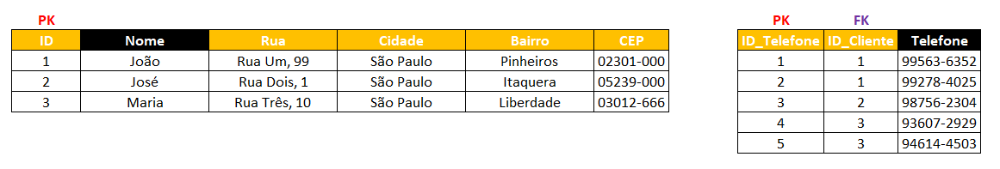 PK
ID Nome Rua Cidade Bairro CEP
1 João Rua Um, 99 São Paulo Pinheiros 02301-000
2 José Rua Dois, 1 São Paulo Itaquera 05239-000
3 Maria Rua Três, 10 São Paulo Liberdade 03012-666
PK FK
ID_Telefone ID_Cliente Telefone
1 1 99563-6352
2 1 99278-4025
3 2 98756-2304
4 3 93607-2929
5 3 94614-4503